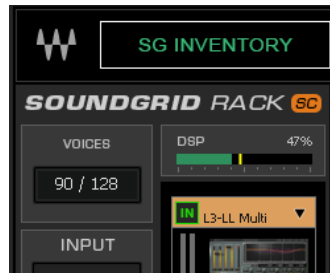 SG INVENTORY
SOUNDGRID RACK SC
VOICES
DSP 47%
90 / 128
IN L3-LL Multi
INPUT